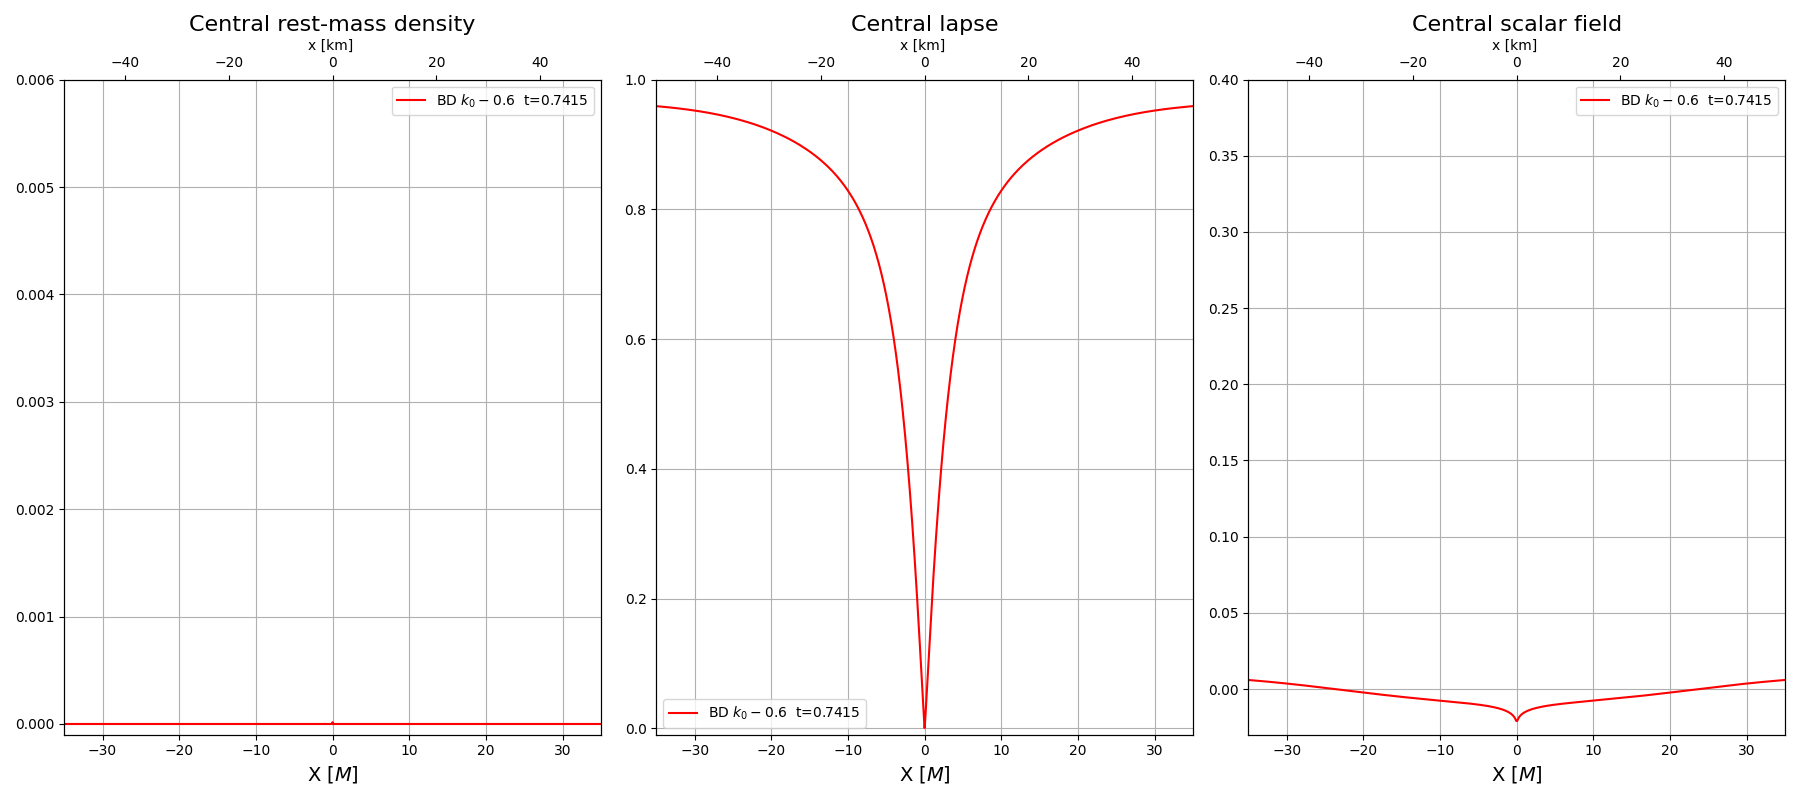 Central rest-mass density
x [km]
−40 −20 0 20 40
0.006
BD k₀ − 0.6 t=0.7415
0.005
0.004
0.003
0.002
0.001
0.000
−30 −20 −10 0 10 20 30
X [M]
Central lapse
x [km]
−40 −20 0 20 40
1.0
0.8
0.6
0.4
0.2
BD k₀ − 0.6 t=0.7415
0.0
−30 −20 −10 0 10 20 30
X [M]
Central scalar field
x [km]
−40 −20 0 20 40
0.40
BD k₀ − 0.6 t=0.7415
0.35
0.30
0.25
0.20
0.15
0.10
0.05
0.00
−30 −20 −10 0 10 20 30
X [M]